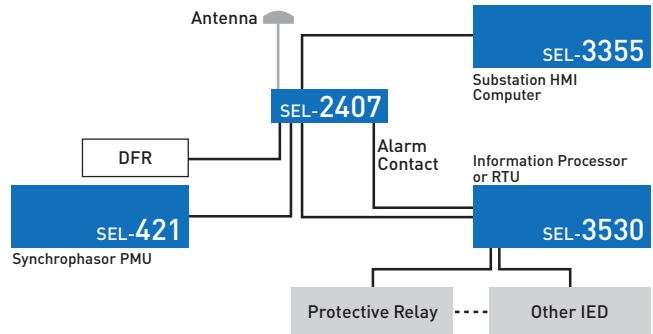 Antenna
SEL-3355
Substation HMI
Computer
SEL-2407
DFR
Alarm
Contact
Information Processor
or RTU
SEL-421
SEL-3530
Synchrophasor PMU
Protective Relay
Other IED